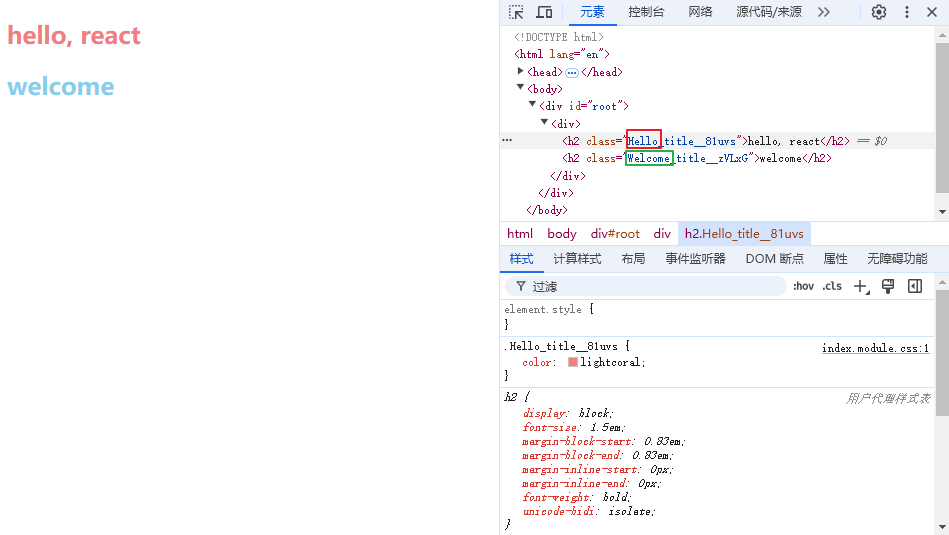 hello, react
welcome
元素 控制台 网络 源代码/来源
<!DOCTYPE html>
<html lang="en">
<head> ··· </head>
<body>
<div id="root">
<div>
··· <h2 class="Hello_title__81uvs">hello, react</h2> == $0
<h2 class="Welcome_title__zVLxG">welcome</h2>
</div>
</div>
</body>
html body div#root div h2.Hello_title__81uvs
样式 计算样式 布局 事件监听器 DOM 断点 属性 无障碍功能
过滤 :hov .cls
element.style {
}
.Hello_title__81uvs { index.module.css:1
color: lightcoral;
}
h2 { 用户代理样式表
display: block;
font-size: 1.5em;
margin-block-start: 0.83em;
margin-block-end: 0.83em;
margin-inline-start: 0px;
margin-inline-end: 0px;
font-weight: bold;
unicode-bidi: isolate;
}